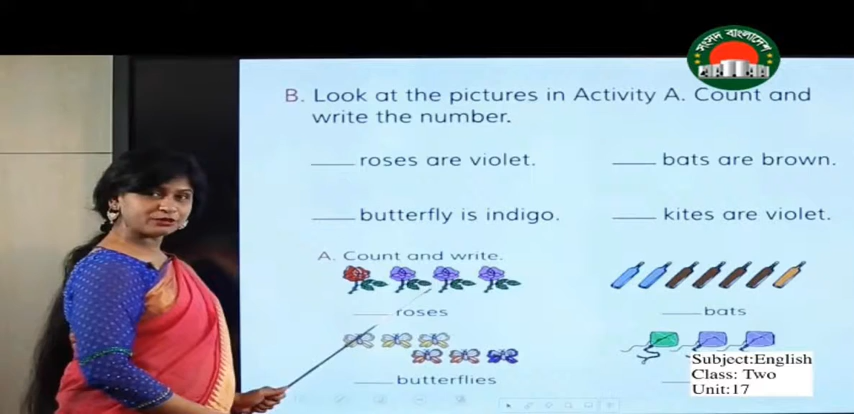 সংসদ বাংলাদেশ
B. Look at the pictures in Activity A. Count and
write the number.
____ roses are violet.
____ bats are brown.
____ butterfly is indigo.
____ kites are violet.
A. Count and write.
____ roses
____ bats
____ butterflies
Subject:English
Class: Two
Unit:17